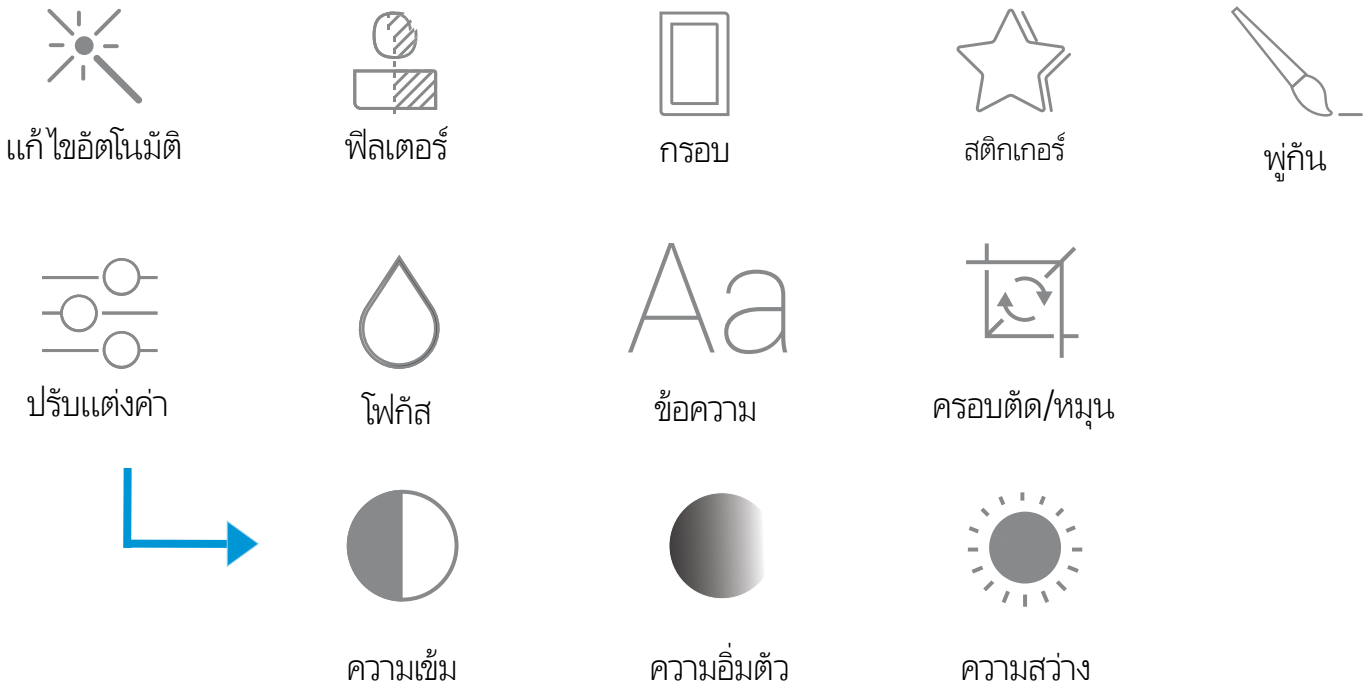 แก้ไขอัตโนมัติ
ฟิลเตอร์
กรอบ
สติกเกอร์
พู่กัน
Aa
ปรับแต่งค่า
โฟกัส
ข้อความ
ครอบตัด/หมุน
ความเข้ม
ความอิ่มตัว
ความสว่าง